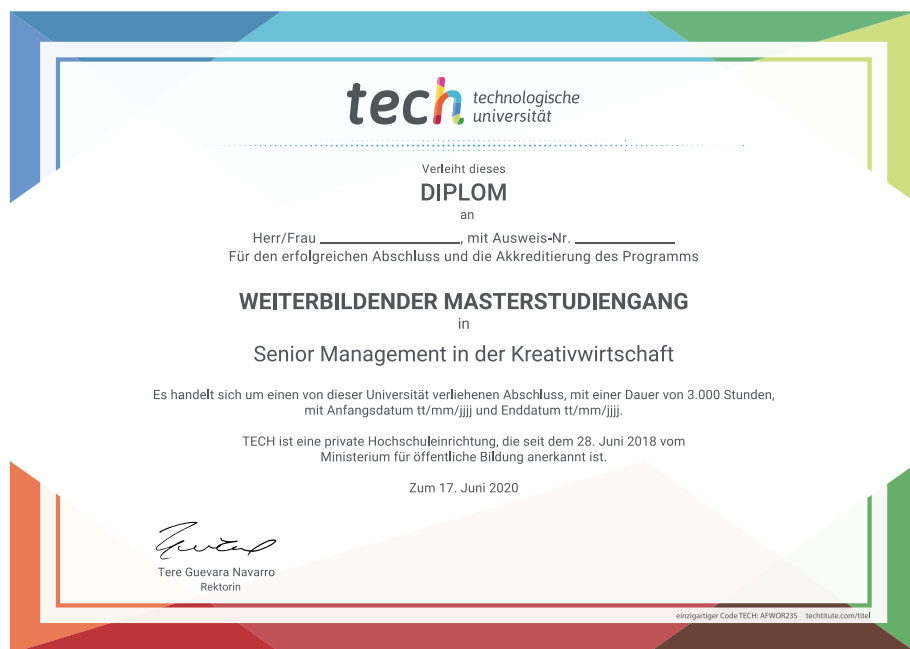 tech technologische
universität
Verleiht dieses
DIPLOM
an
Herr/Frau ____________________, mit Ausweis-Nr. ______________
Für den erfolgreichen Abschluss und die Akkreditierung des Programms
WEITERBILDENDER MASTERSTUDIENGANG
in
Senior Management in der Kreativwirtschaft
Es handelt sich um einen von dieser Universität verliehenen Abschluss, mit einer Dauer von 3.000 Stunden,
mit Anfangsdatum tt/mm/jjjj und Enddatum tt/mm/jjjj.
TECH ist eine private Hochschuleinrichtung, die seit dem 28. Juni 2018 vom
Ministerium für öffentliche Bildung anerkannt ist.
Zum 17. Juni 2020
Tere Guevara Navarro
Rektorin
einzigartiger Code TECH: AFWOR23S techtitute.com/titel